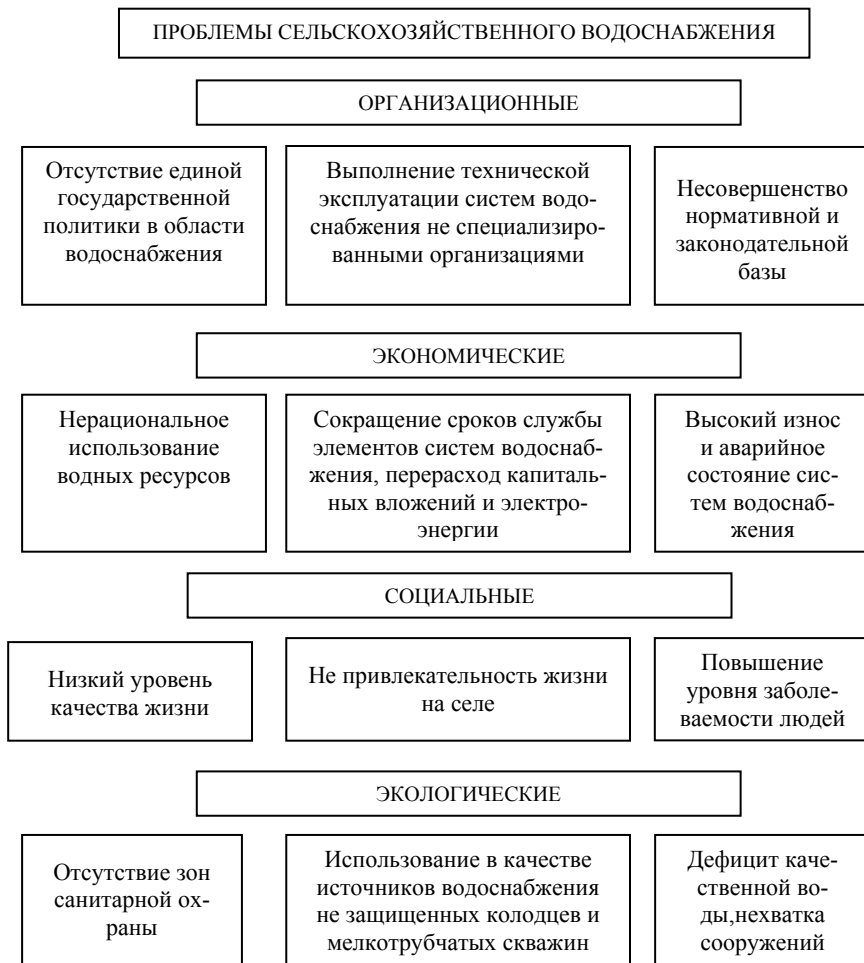 ПРОБЛЕМЫ СЕЛЬСКОХОЗЯЙСТВЕННОГО ВОДОСНАБЖЕНИЯ
ОРГАНИЗАЦИОННЫЕ
Отсутствие единой
государственной
политики в области
водоснабжения
Выполнение технической
эксплуатации систем водо-
снабжения не специализиро-
ванными организациями
Несовершенство
нормативной и
законодательной
базы
ЭКОНОМИЧЕСКИЕ
Нерациональное
использование
водных ресурсов
Сокращение сроков службы
элементов систем водоснаб-
жения, перерасход капиталь-
ных вложений и электро-
энергии
Высокий износ
и аварийное
состояние сис-
тем водоснаб-
жения
СОЦИАЛЬНЫЕ
Низкий уровень
качества жизни
Не привлекательность жизни
на селе
Повышение
уровня заболе-
ваемости людей
ЭКОЛОГИЧЕСКИЕ
Отсутствие зон
санитарной ох-
раны
Использование в качестве
источников водоснабжения
не защищенных колодцев и
мелкотрубчатых скважин
Дефицит каче-
ственной во-
ды,нехватка
сооружений